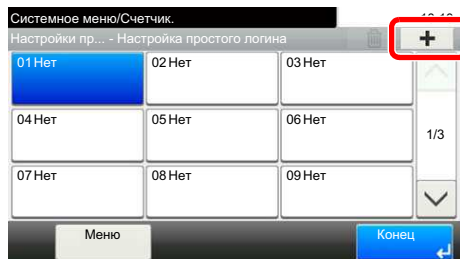 Системное меню/Счетчик.
Настройки пр... - Настройка простого логина
01 Нет 02 Нет 03 Нет
04 Нет 05 Нет 06 Нет
1/3
07 Нет 08 Нет 09 Нет
Меню Конец